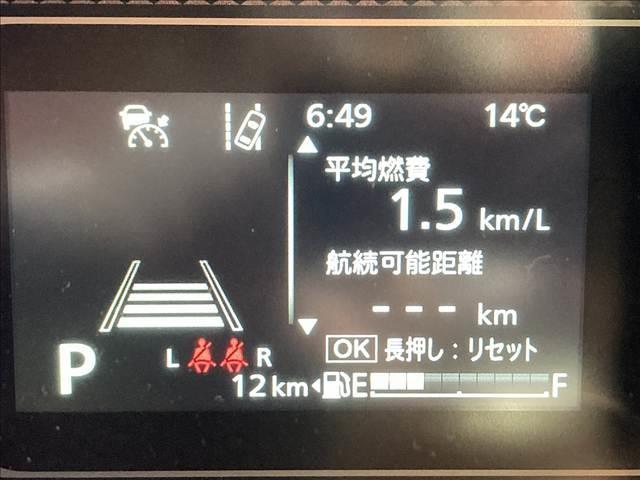 6:49 14℃
平均燃費
1.5 km/L
航続可能距離
--- km
OK 長押し：リセット
P L R
12km E F